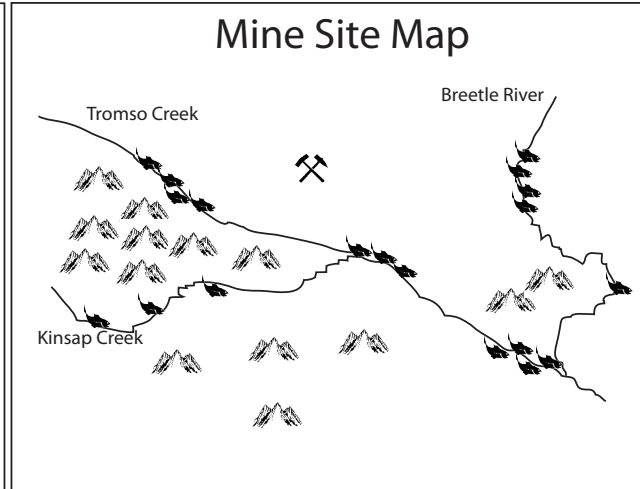 Mine Site Map
Breetle River
Tromso Creek
Kinsap Creek